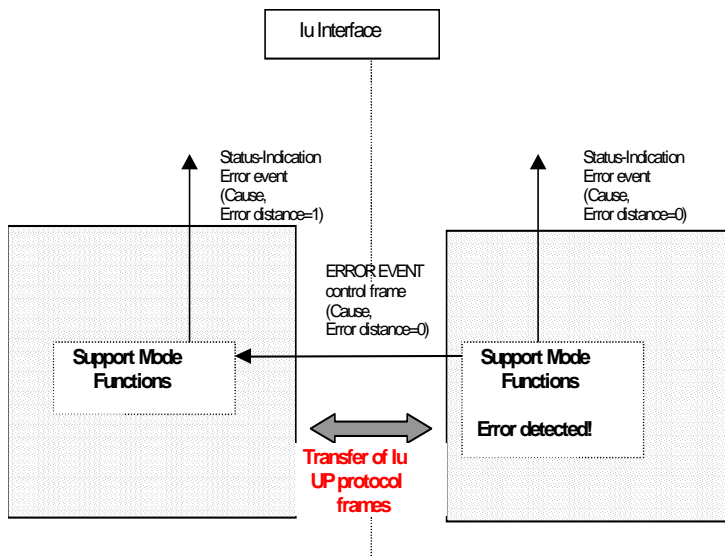 Iu Interface
Status-Indication
Error event
(Cause,
Error distance=1)
Status-Indication
Error event
(Cause,
Error distance=0)
ERROR EVENT
control frame
(Cause,
Error distance=0)
Support Mode
Functions
Support Mode
Functions
Error detected!
Transfer of Iu
UP protocol
frames